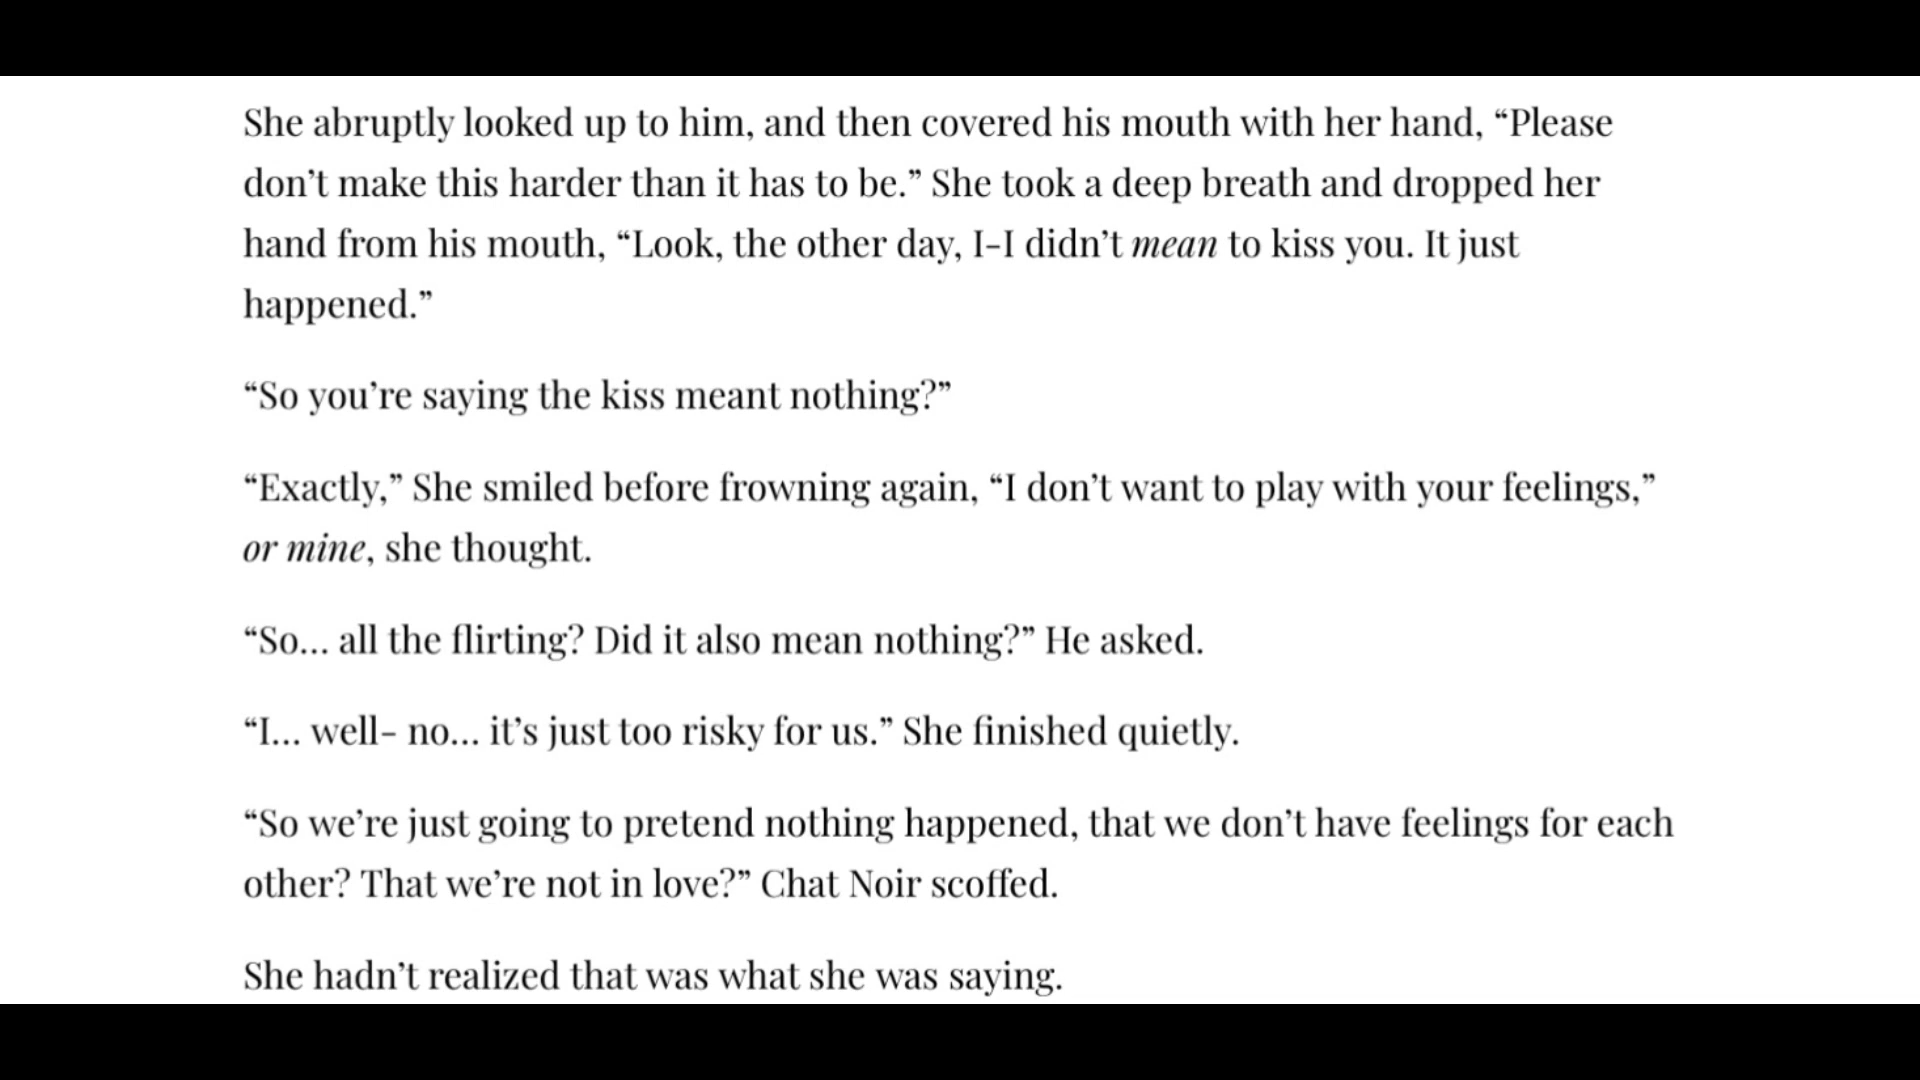 She abruptly looked up to him, and then covered his mouth with her hand, “Please
don’t make this harder than it has to be.” She took a deep breath and dropped her
hand from his mouth, “Look, the other day, I-I didn’t mean to kiss you. It just
happened.”
“So you’re saying the kiss meant nothing?”
“Exactly,” She smiled before frowning again, “I don’t want to play with your feelings,”
or mine, she thought.
“So… all the flirting? Did it also mean nothing?” He asked.
“I… well- no… it’s just too risky for us.” She finished quietly.
“So we’re just going to pretend nothing happened, that we don’t have feelings for each
other? That we’re not in love?” Chat Noir scoffed.
She hadn’t realized that was what she was saying.